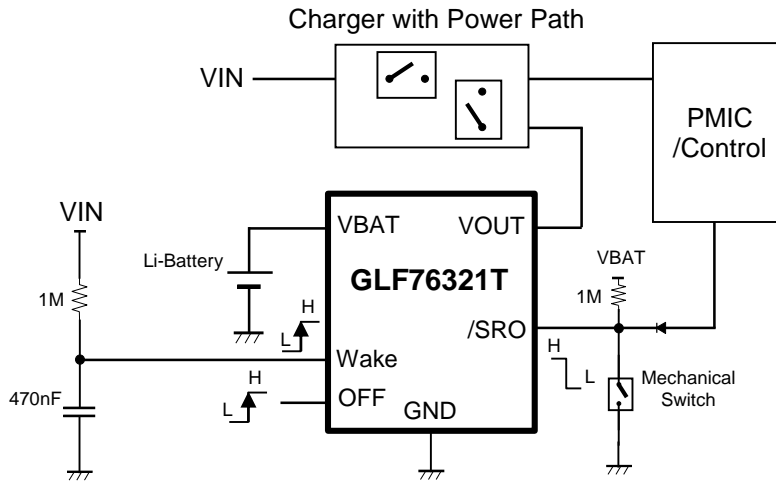 Charger with Power Path
VIN
PMIC
/Control
VIN
1M
470nF
Li-Battery
VBAT
VOUT
GLF76321T
/SRO
Wake
OFF
GND
H
L
H
L
VBAT
1M
H
L
Mechanical
Switch